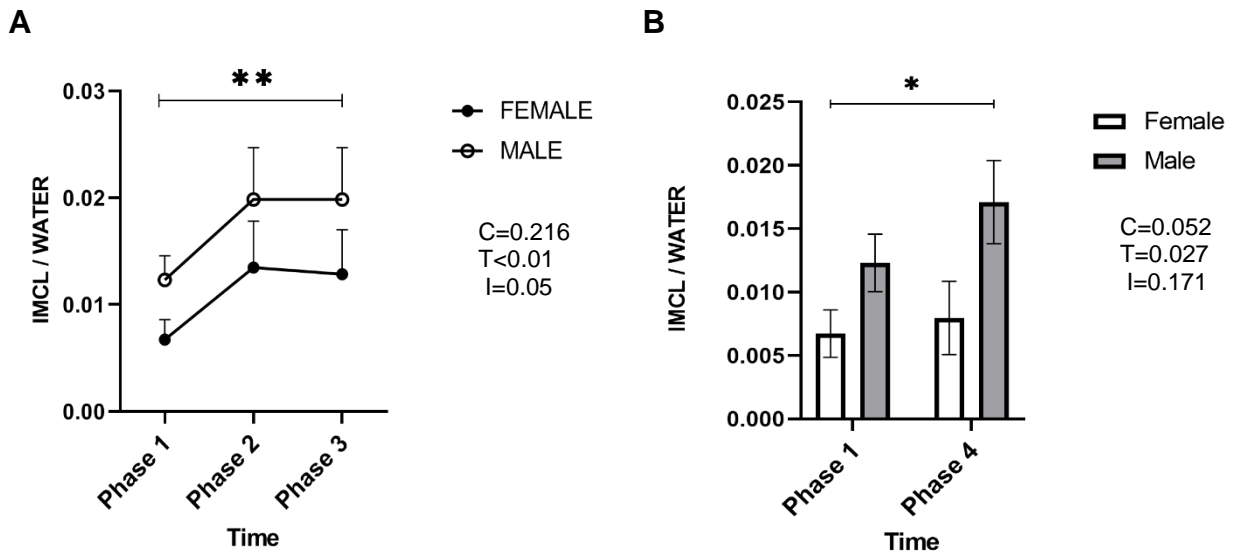 A
**
0.03
0.02
0.01
0.00
IMCL / WATER
Phase 1
Phase 2
Phase 3
Time
FEMALE
MALE
C=0.216
T<0.01
I=0.05
B
*
0.025
0.020
0.015
0.010
0.005
0.000
IMCL / WATER
Phase 1
Phase 4
Time
Female
Male
C=0.052
T=0.027
I=0.171